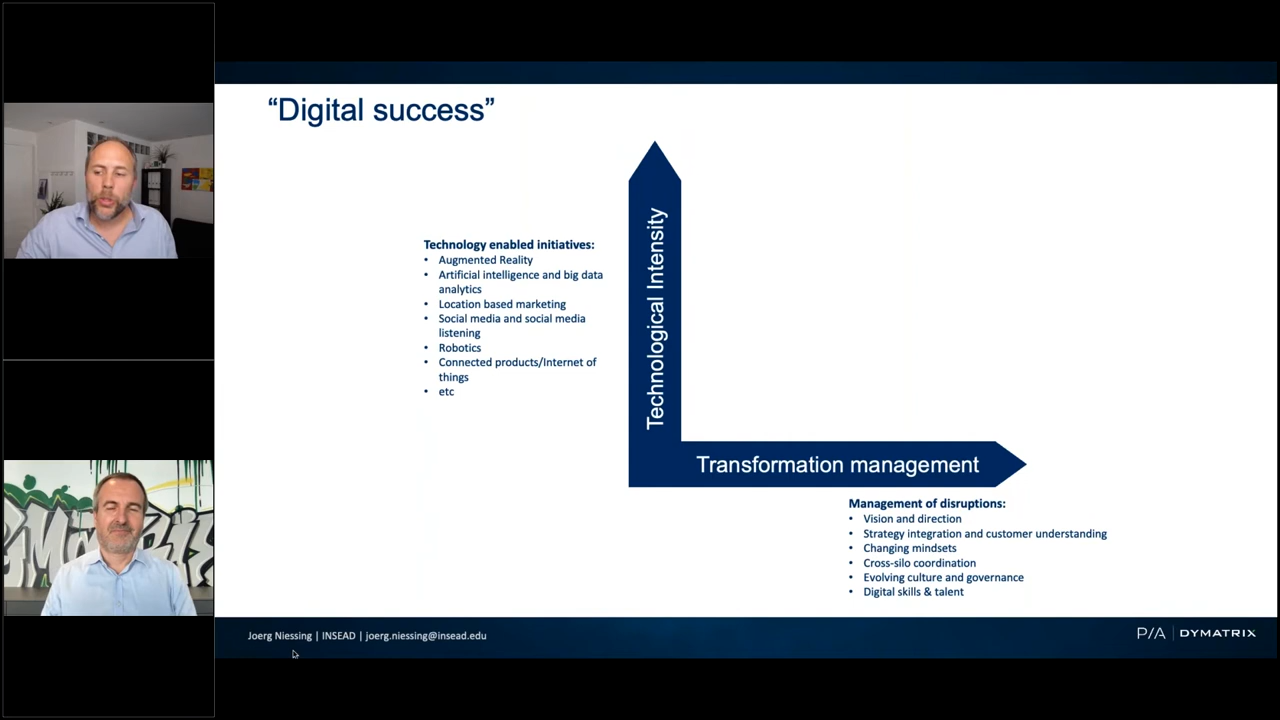 “Digital success”
Technological Intensity
Technology enabled initiatives:
• Augmented Reality
• Artificial intelligence and big data
analytics
• Location based marketing
• Social media and social media
listening
• Robotics
• Connected products/Internet of
things
• etc
Transformation management
Management of disruptions:
• Vision and direction
• Strategy integration and customer understanding
• Changing mindsets
• Cross-silo coordination
• Evolving culture and governance
• Digital skills & talent
Joerg Niessing | INSEAD | joerg.niessing@insead.edu
P/A | DYMATRIX